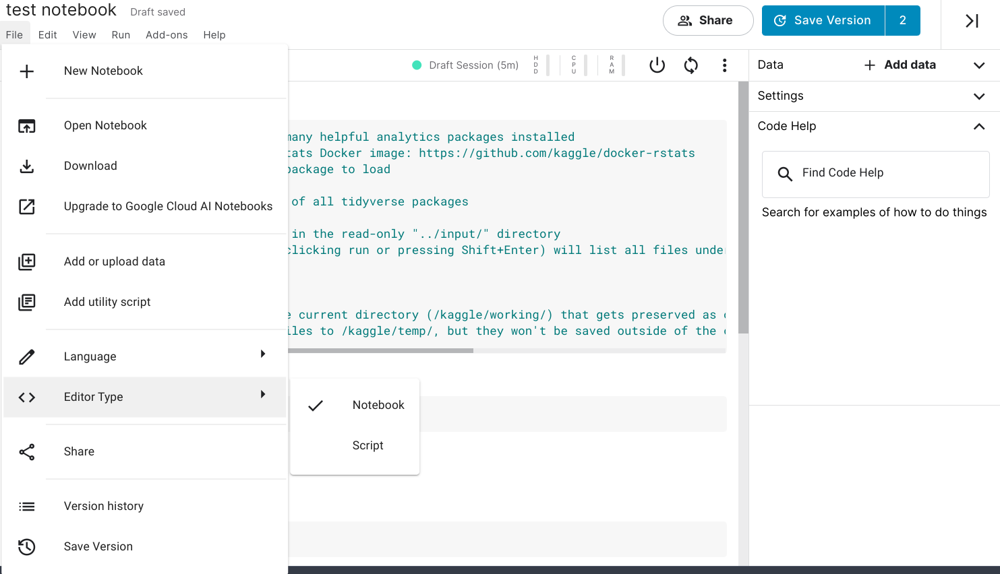 test notebook Draft saved
Share
Save Version 2
File Edit View Run Add-ons Help
New Notebook
Open Notebook
Download
Upgrade to Google Cloud AI Notebooks
Add or upload data
Add utility script
Language
Editor Type
Share
Version history
Save Version
Notebook
Script
Draft Session (5m) HDD CPU RAM
many helpful analytics packages installed
tats Docker image: https://github.com/kaggle/docker-rstats
package to load
of all tidyverse packages
in the read-only "../input/" directory
clicking run or pressing Shift+Enter) will list all files under
e current directory (/kaggle/working/) that gets preserved as
iles to /kaggle/temp/, but they won't be saved outside of the
Data + Add data
Settings
Code Help
Find Code Help
Search for examples of how to do things